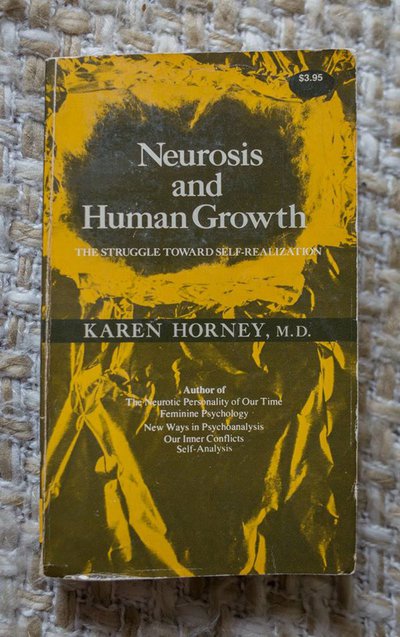 $3.95
Neurosis
and
Human Growth
THE STRUGGLE TOWARD SELF-REALIZATION
KAREN HORNEY, M.D.
Author of
The Neurotic Personality of Our Time
Feminine Psychology
New Ways in Psychoanalysis
Our Inner Conflicts
Self-Analysis